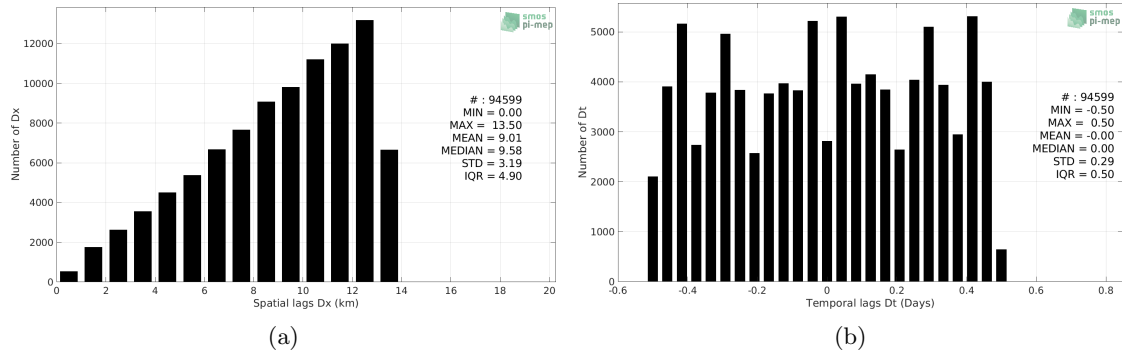 smos
pi-mep
12000
10000
8000
6000
4000
2000
0
Number of Dx
# : 94599
MIN = 0.00
MAX = 13.50
MEAN = 9.01
MEDIAN = 9.58
STD = 3.19
IQR = 4.90
0 2 4 6 8 10 12 14 16 18 20
Spatial lags Dx (km)
(a)
smos
pi-mep
5000
4000
3000
2000
1000
0
Number of Dt
# : 94599
MIN = -0.50
MAX = 0.50
MEAN = -0.00
MEDIAN = 0.00
STD = 0.29
IQR = 0.50
-0.6 -0.4 -0.2 0 0.2 0.4 0.6 0.8
Temporal lags Dt (Days)
(b)